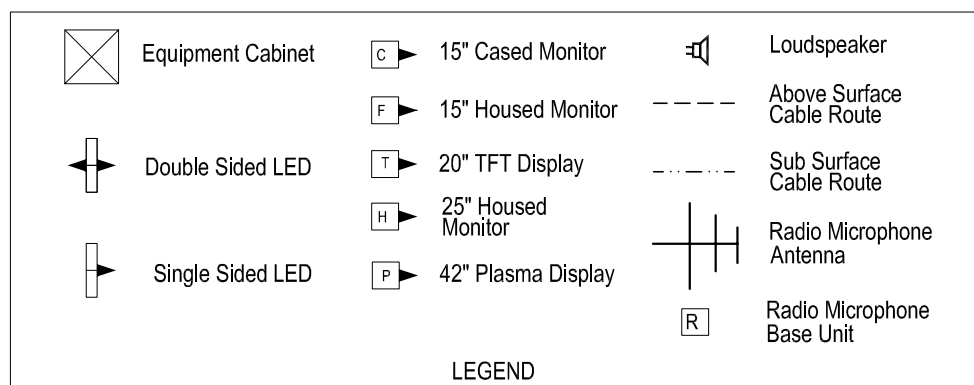 Equipment Cabinet
Double Sided LED
Single Sided LED
C 15" Cased Monitor
F 15" Housed Monitor
T 20" TFT Display
H 25" Housed
Monitor
P 42" Plasma Display
Loudspeaker
Above Surface
Cable Route
Sub Surface
Cable Route
Radio Microphone
Antenna
R Radio Microphone
Base Unit
LEGEND